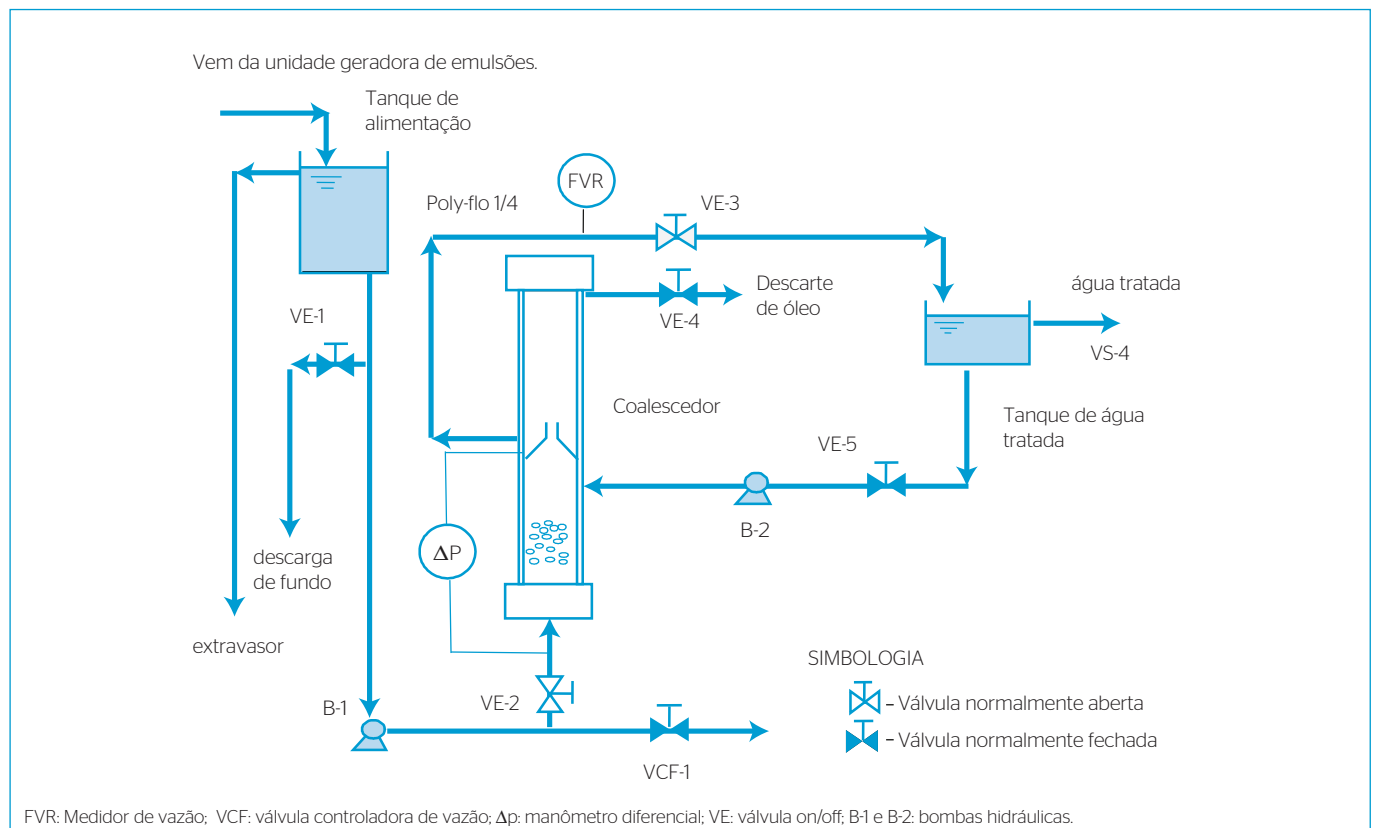 Vem da unidade geradora de emulsões.
Tanque de
alimentação
FVR
Poly-flo 1/4
VE-3
Descarte
de óleo
VE-4
água tratada
VS-4
VE-1
Coalescedor
Tanque de água
tratada
VE-5
B-2
ΔP
descarga
de fundo
extravasor
SIMBOLOGIA
VE-2
– Válvula normalmente aberta
B-1
– Válvula normalmente fechada
VCF-1
FVR: Medidor de vazão; VCF: válvula controladora de vazão; Δp: manômetro diferencial; VE: válvula on/off; B-1 e B-2: bombas hidráulicas.